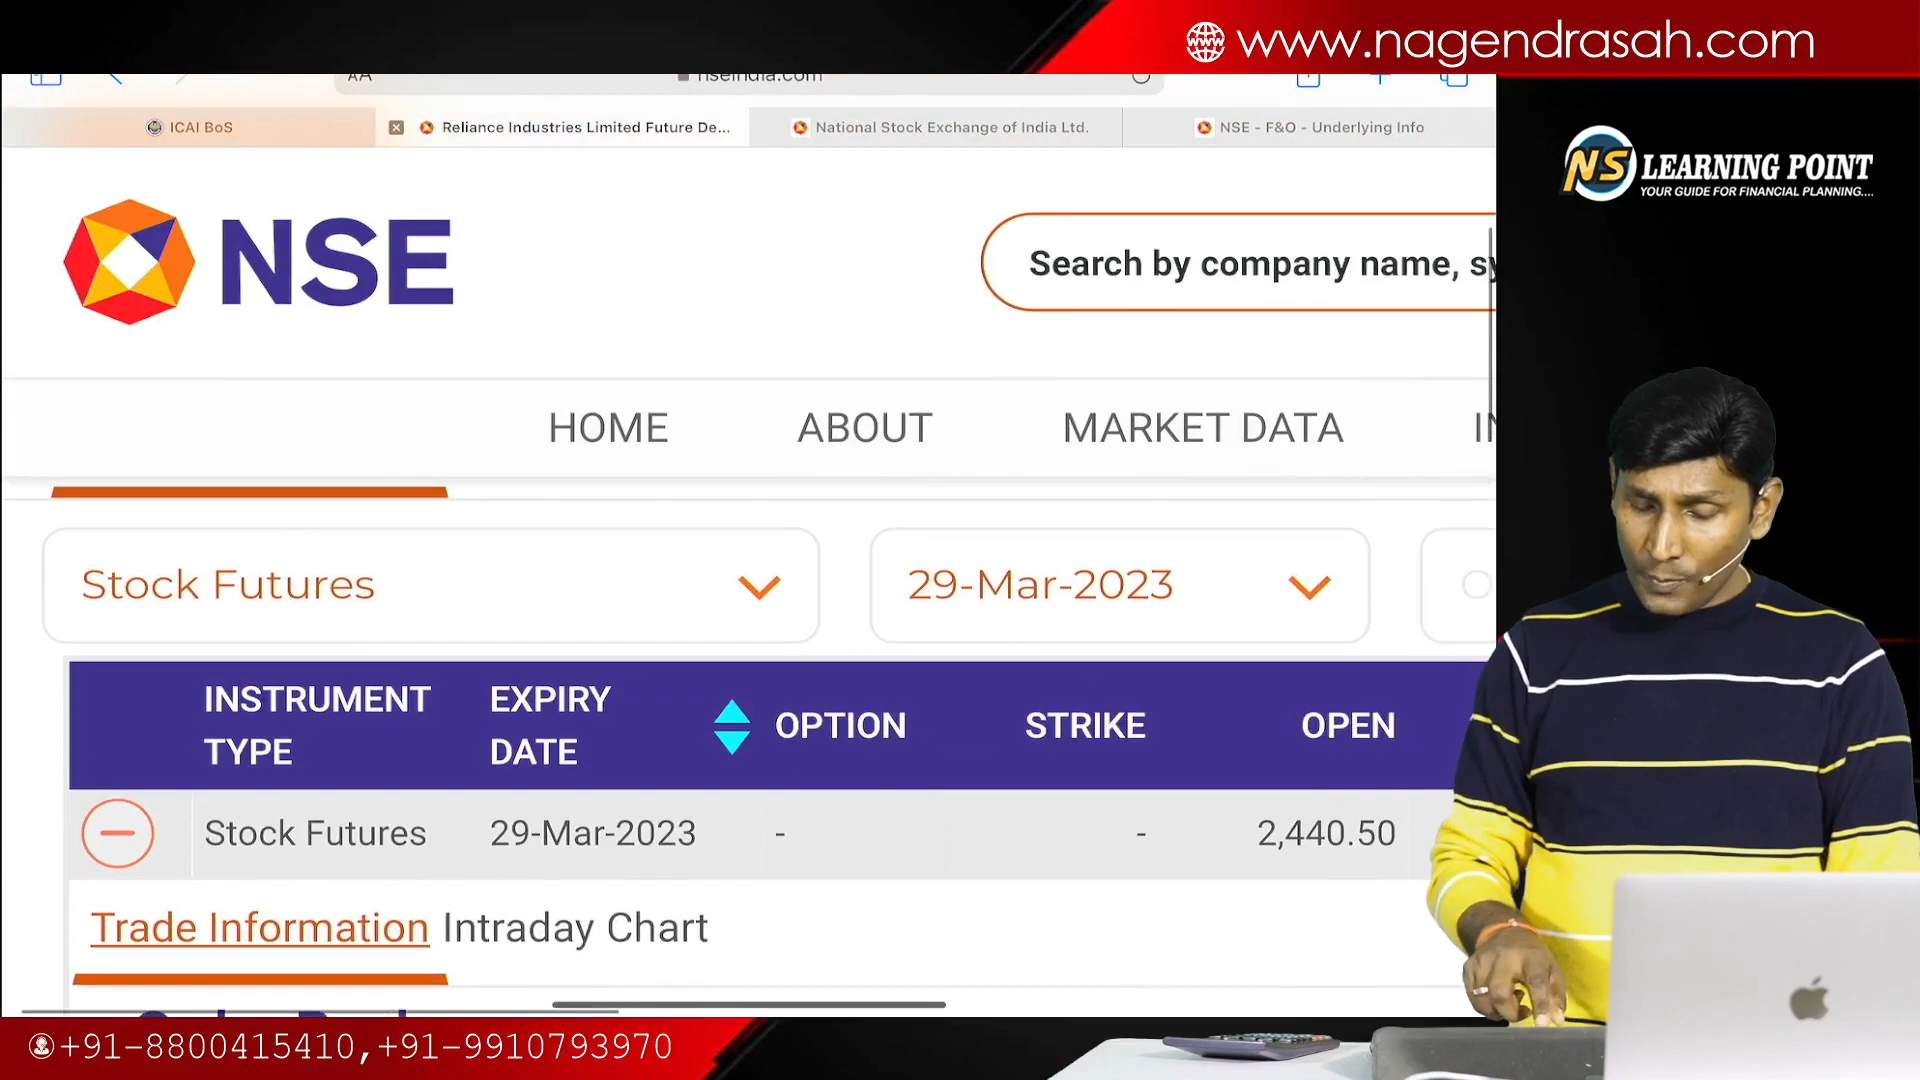 www.nagendrasah.com
AA
nseindia.com
ICAI BoS
Reliance Industries Limited Future De...
National Stock Exchange of India Ltd.
NSE - F&O - Underlying Info
NS LEARNING POINT
YOUR GUIDE FOR FINANCIAL PLANNING....
NSE
Search by company name, sy
HOME
ABOUT
MARKET DATA
Stock Futures
29-Mar-2023
INSTRUMENT TYPE
EXPIRY DATE
OPTION
STRIKE
OPEN
Stock Futures
29-Mar-2023
-
-
2,440.50
Trade Information
Intraday Chart
+91-8800415410,+91-9910793970